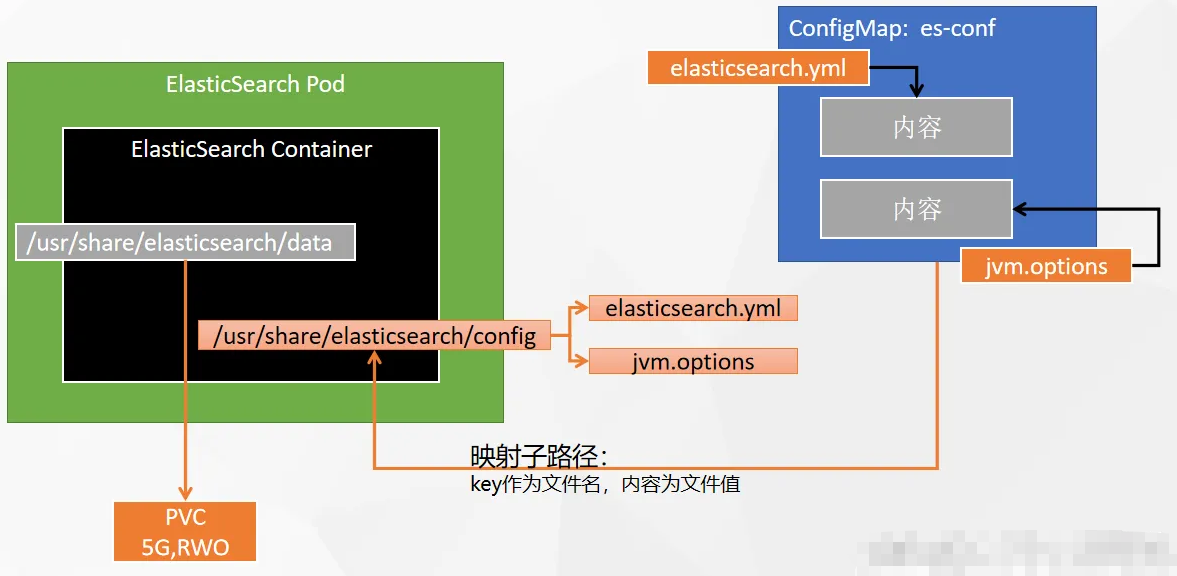 ElasticSearch Pod
ElasticSearch Container
/usr/share/elasticsearch/data
/usr/share/elasticsearch/config
elasticsearch.yml
jvm.options
PVC
5G,RWO
ConfigMap: es-conf
elasticsearch.yml
内容
内容
jvm.options
映射子路径：
key作为文件名，内容为文件值